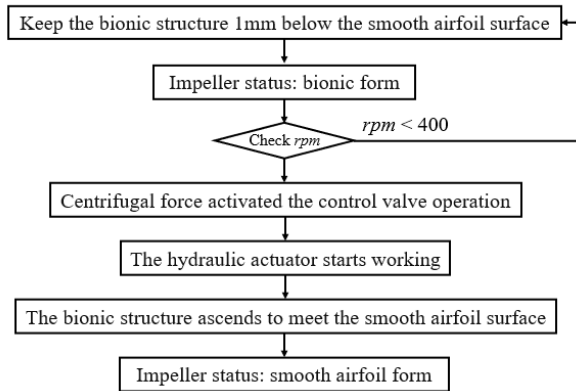 Keep the bionic structure 1mm below the smooth airfoil surface
Impeller status: bionic form
rpm < 400
Check rpm
Centrifugal force activated the control valve operation
The hydraulic actuator starts working
The bionic structure ascends to meet the smooth airfoil surface
Impeller status: smooth airfoil form